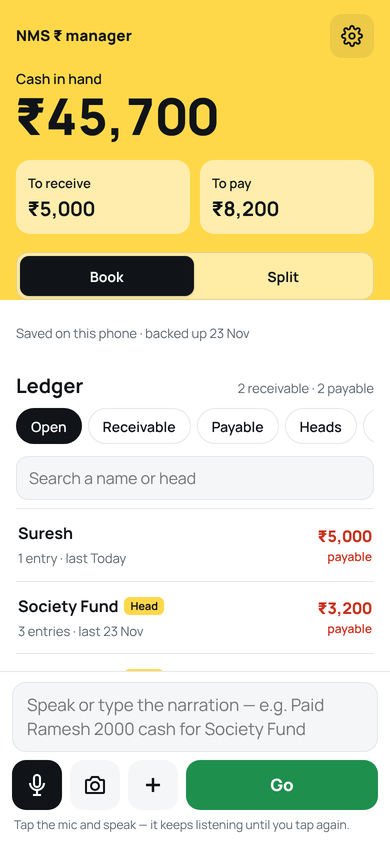 NMS ₹ manager
Cash in hand
₹45,700
To receive
₹5,000
To pay
₹8,200
Book
Split
Saved on this phone · backed up 23 Nov
Ledger
2 receivable · 2 payable
Open
Receivable
Payable
Heads
Search a name or head
Suresh
₹5,000
1 entry · last Today
payable
Society Fund
Head
₹3,200
3 entries · last 23 Nov
payable
Speak or type the narration — e.g. Paid
Ramesh 2000 cash for Society Fund
Go
Tap the mic and speak — it keeps listening until you tap again.